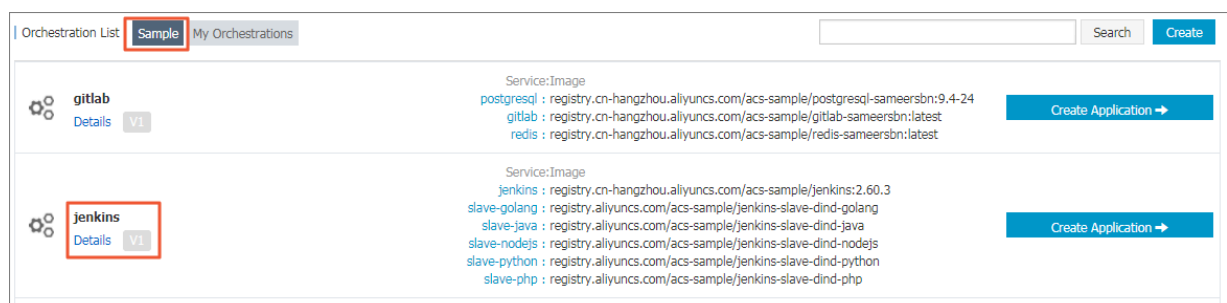 Orchestration List Sample My Orchestrations Search Create
Service:Image
gitlab
Details V1
postgresql : registry.cn-hangzhou.aliyuncs.com/acs-sample/postgresql-sameersbn:9.4-24
gitlab : registry.cn-hangzhou.aliyuncs.com/acs-sample/gitlab-sameersbn:latest
redis : registry.cn-hangzhou.aliyuncs.com/acs-sample/redis-sameersbn:latest
Create Application →
Service:Image
jenkins
Details V1
jenkins : registry.cn-hangzhou.aliyuncs.com/acs-sample/jenkins:2.60.3
slave-golang : registry.aliyuncs.com/acs-sample/jenkins-slave-dind-golang
slave-java : registry.aliyuncs.com/acs-sample/jenkins-slave-dind-java
slave-nodejs : registry.aliyuncs.com/acs-sample/jenkins-slave-dind-nodejs
slave-python : registry.aliyuncs.com/acs-sample/jenkins-slave-dind-python
slave-php : registry.aliyuncs.com/acs-sample/jenkins-slave-dind-php
Create Application →